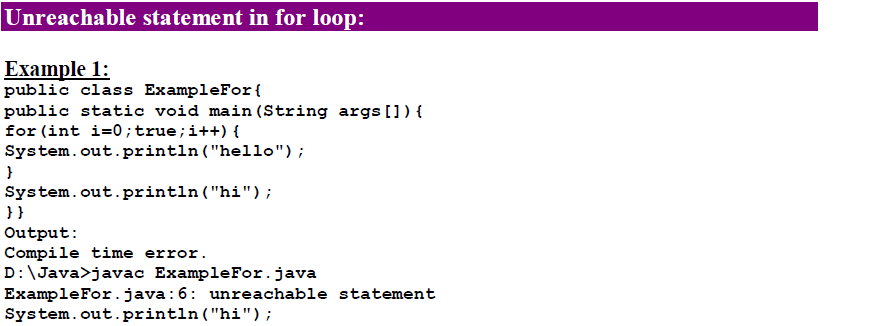 Unreachable statement in for loop:
Example 1:
public class ExampleFor{
public static void main(String args[]){
for(int i=0;true;i++){
System.out.println("hello");
}
System.out.println("hi");
}}
Output:
Compile time error.
D:\Java>javac ExampleFor.java
ExampleFor.java:6: unreachable statement
System.out.println("hi");